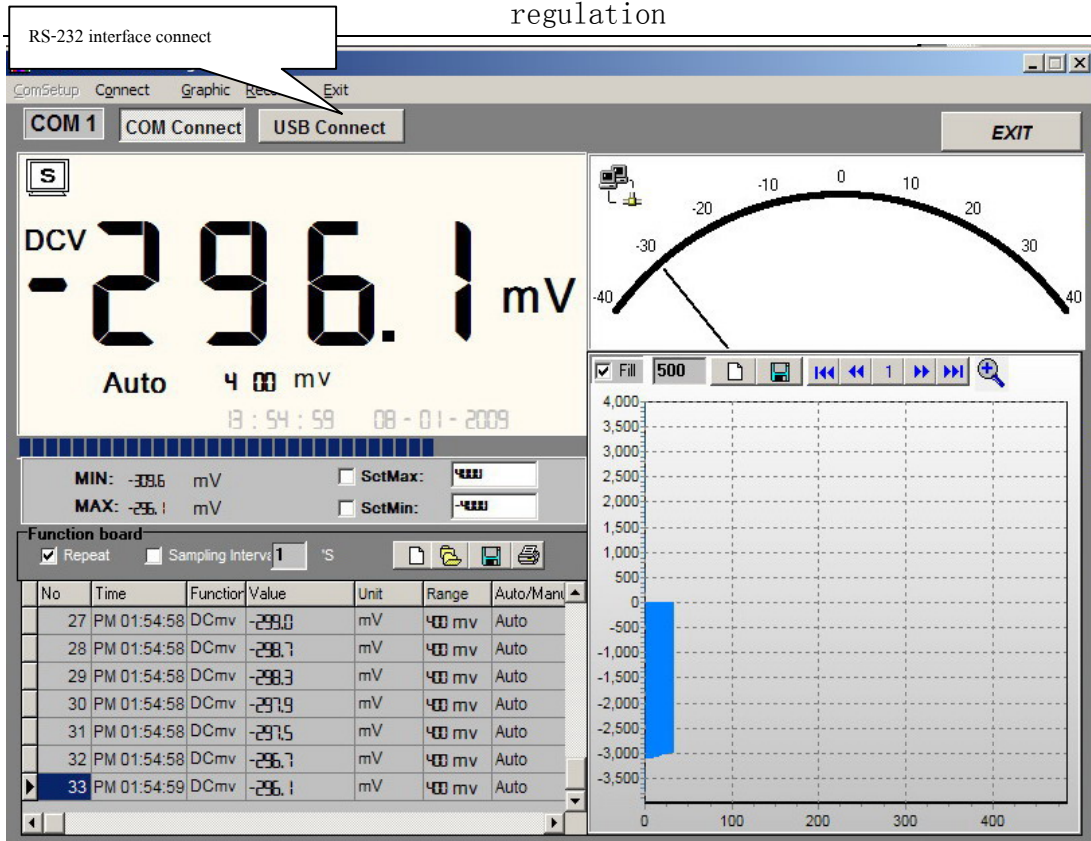 regulation
RS-232 interface connect
ComSetup Connect Graphic Exit
COM 1 COM Connect USB Connect EXIT
S
DCV
-296.1 mV
Auto 400 mv
13:54:59 08-01-2009
-40 -30 -20 -10 0 10 20 30 40
MIN: -309.6 mV SetMax: 4000
MAX: -296.1 mV SetMin: -4000
Function board
Repeat Sampling Interva 1 'S
No Time Function Value Unit Range Auto/Manu
27 PM 01:54:58 DCmv -299.0 mV 400 mv Auto
28 PM 01:54:58 DCmv -298.7 mV 400 mv Auto
29 PM 01:54:58 DCmv -298.3 mV 400 mv Auto
30 PM 01:54:58 DCmv -297.9 mV 400 mv Auto
31 PM 01:54:58 DCmv -297.5 mV 400 mv Auto
32 PM 01:54:58 DCmv -296.7 mV 400 mv Auto
33 PM 01:54:59 DCmv -296.1 mV 400 mv Auto
Fill 500 1
4,000
3,500
3,000
2,500
2,000
1,500
1,000
500
0
-500
-1,000
-1,500
-2,000
-2,500
-3,000
-3,500
0 100 200 300 400